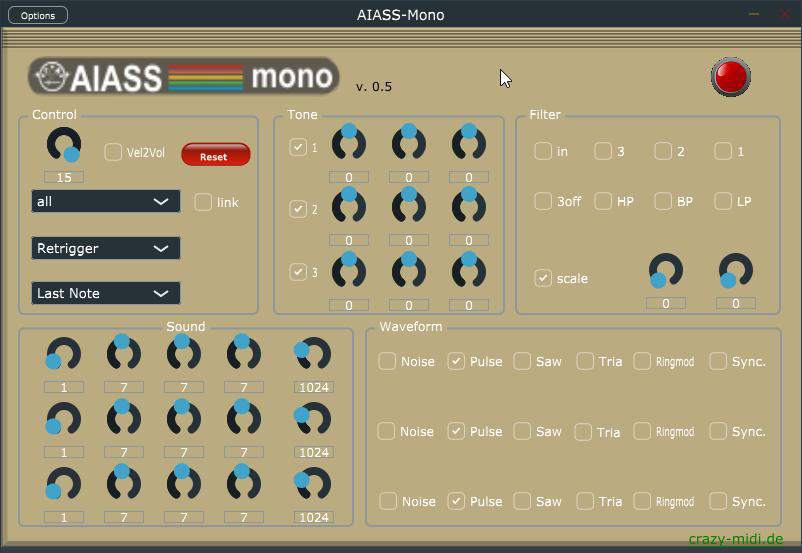 Options
AIASS-Mono
AIASS mono
v. 0.5
Control
Vel2Vol
Reset
15
all
link
Retrigger
Last Note
Tone
1
0 0 0
2
0 0 0
3
0 0 0
Filter
in 3 2 1
3off HP BP LP
scale
0 0
Sound
1 7 7 7 1024
1 7 7 7 1024
1 7 7 7 1024
Waveform
Noise Pulse Saw Tria Ringmod Sync.
Noise Pulse Saw Tria Ringmod Sync.
Noise Pulse Saw Tria Ringmod Sync.
crazy-midi.de